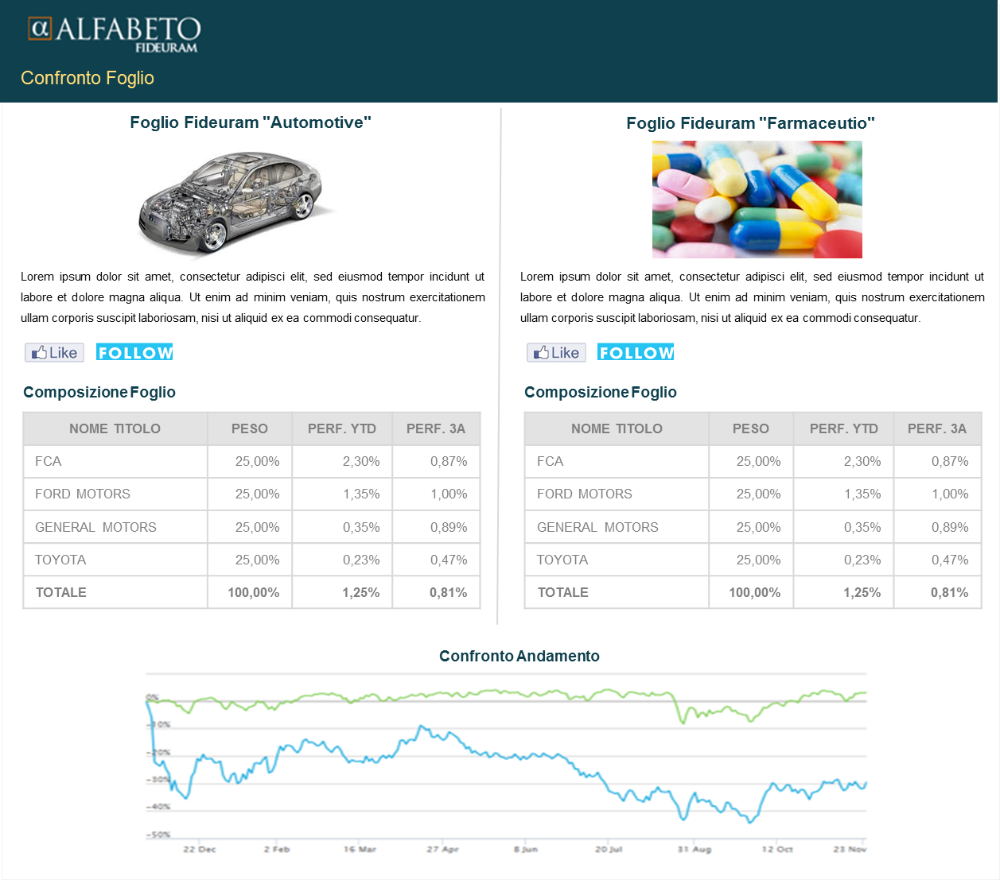 α ALFABETO
FIDEURAM
Confronto Foglio
Foglio Fideuram "Automotive"
Lorem ipsum dolor sit amet, consectetur adipisci elit, sed eiusmod tempor incidunt ut
labore et dolore magna aliqua. Ut enim ad minim veniam, quis nostrum exercitationem
ullam corporis suscipit laboriosam, nisi ut aliquid ex ea commodi consequatur.
Like FOLLOW
Composizione Foglio
NOME TITOLO PESO PERF. YTD PERF. 3A
FCA 25,00% 2,30% 0,87%
FORD MOTORS 25,00% 1,35% 1,00%
GENERAL MOTORS 25,00% 0,35% 0,89%
TOYOTA 25,00% 0,23% 0,47%
TOTALE 100,00% 1,25% 0,81%
Foglio Fideuram "Farmaceutio"
Lorem ipsum dolor sit amet, consectetur adipisci elit, sed eiusmod tempor incidunt ut
labore et dolore magna aliqua. Ut enim ad minim veniam, quis nostrum exercitationem
ullam corporis suscipit laboriosam, nisi ut aliquid ex ea commodi consequatur.
Like FOLLOW
Composizione Foglio
NOME TITOLO PESO PERF. YTD PERF. 3A
FCA 25,00% 2,30% 0,87%
FORD MOTORS 25,00% 1,35% 1,00%
GENERAL MOTORS 25,00% 0,35% 0,89%
TOYOTA 25,00% 0,23% 0,47%
TOTALE 100,00% 1,25% 0,81%
Confronto Andamento
0%
-10%
-20%
-30%
-40%
-50%
22 Dec 2 Feb 16 Mar 27 Apr 8 Jun 20 Jul 31 Aug 12 Oct 23 Nov